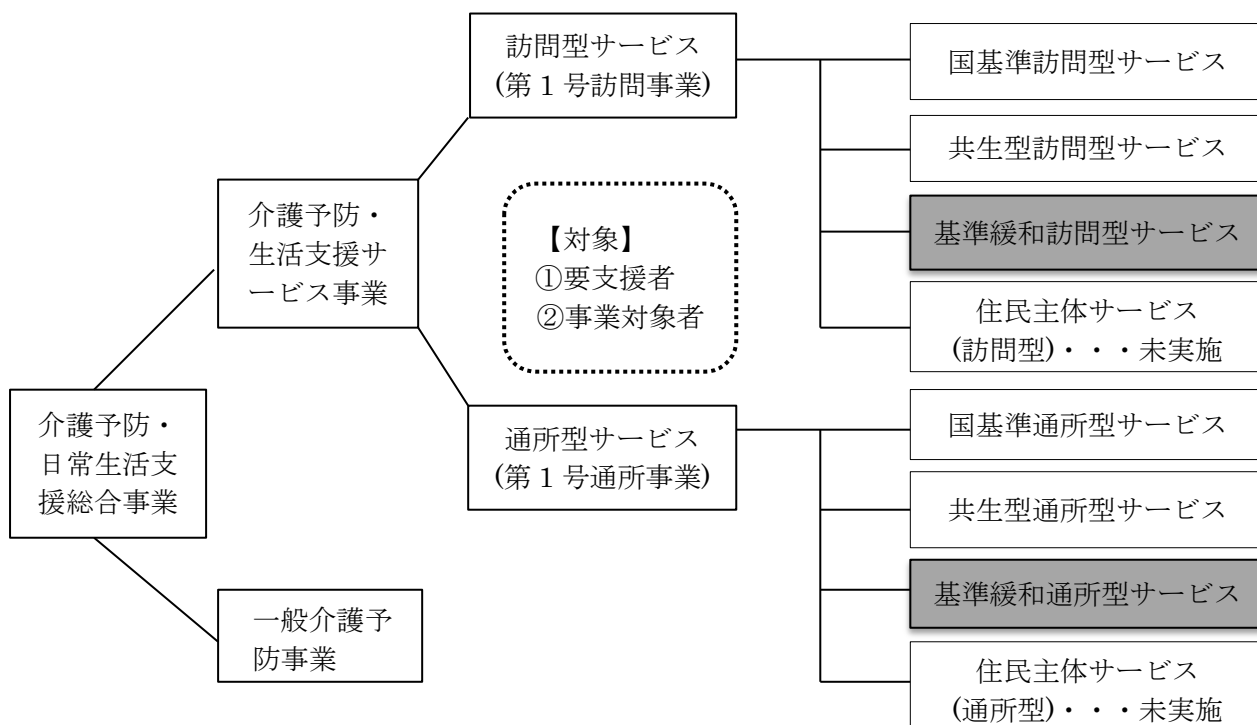 訪問型サービス
(第1号訪問事業)
国基準訪問型サービス
共生型訪問型サービス
基準緩和訪問型サービス
住民主体サービス
(訪問型)・・・未実施
介護予防・
生活支援サ
ービス事業
【対象】
①要支援者
②事業対象者
介護予防・
日常生活支
援総合事業
通所型サービス
(第1号通所事業)
国基準通所型サービス
共生型通所型サービス
基準緩和通所型サービス
住民主体サービス
(通所型)・・・未実施
一般介護予
防事業